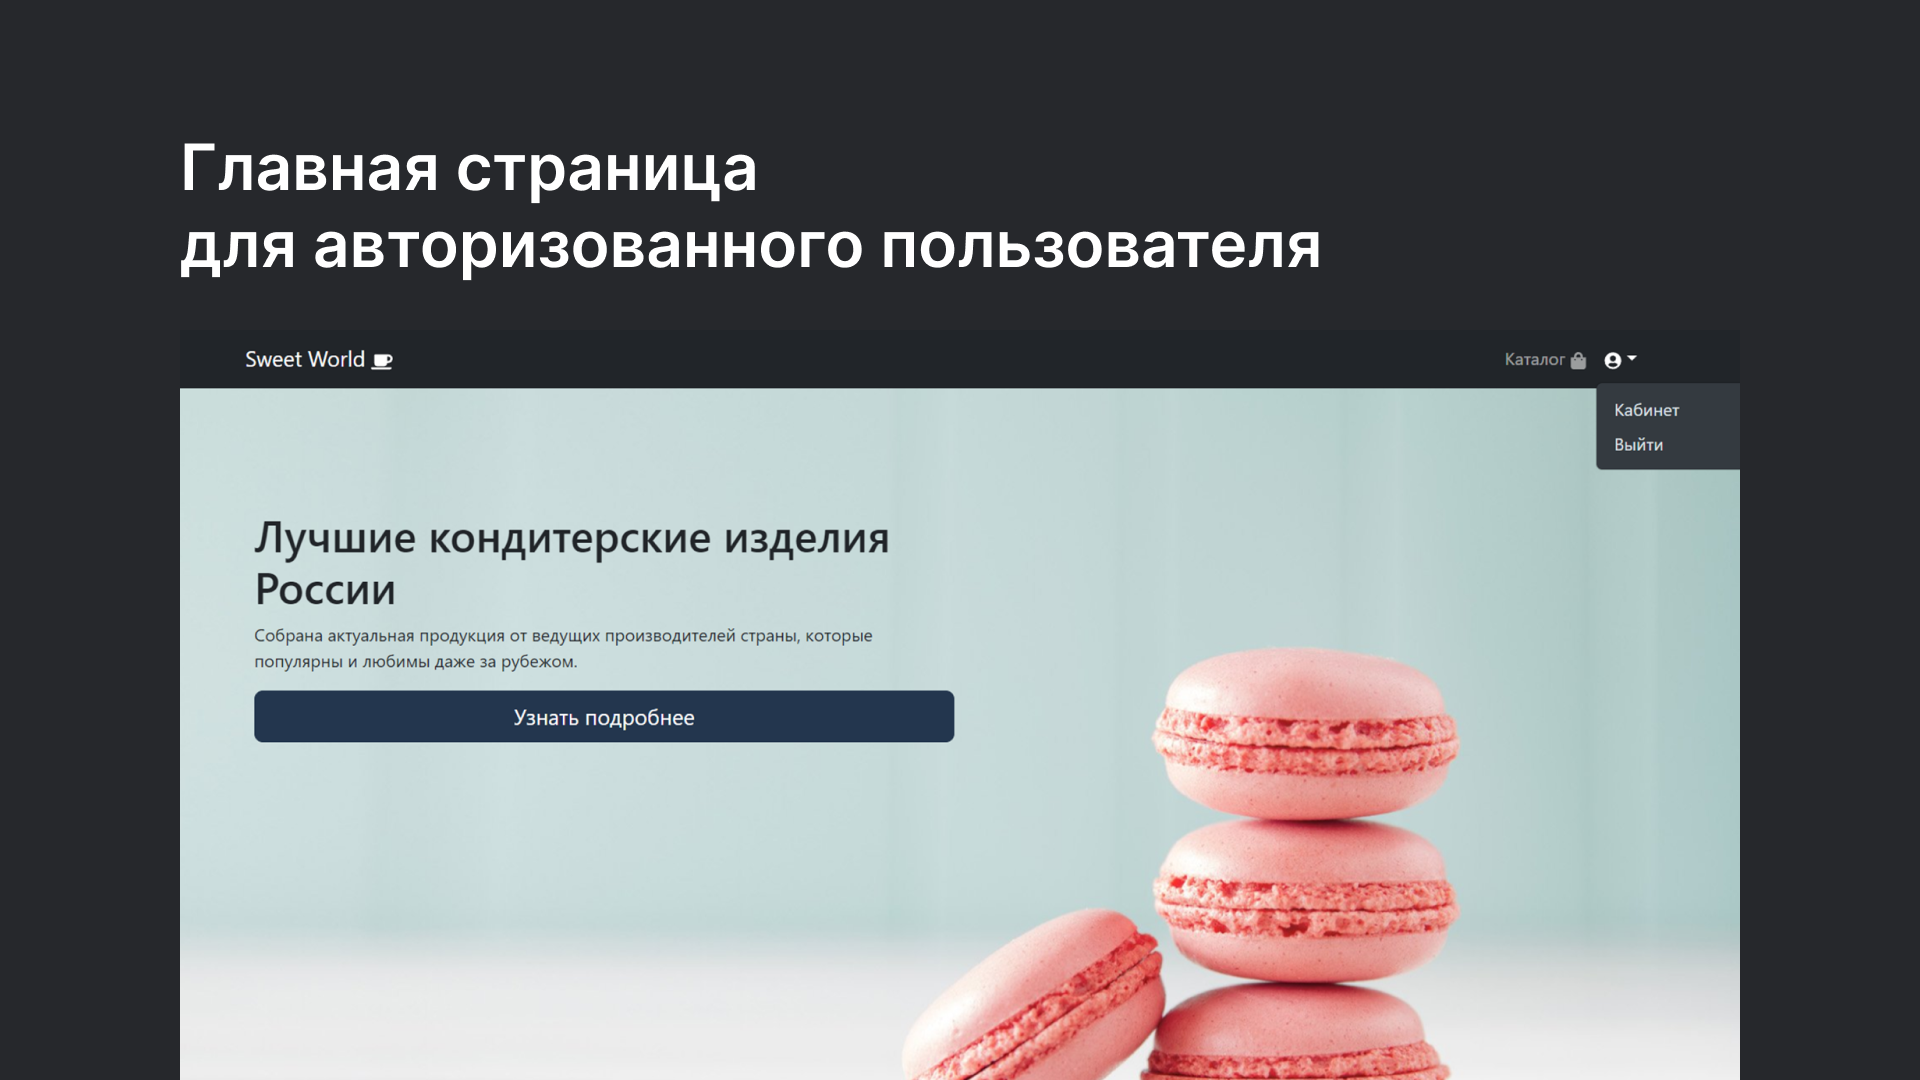 Главная страница
для авторизованного пользователя
Sweet World
Каталог
Кабинет
Выйти
Лучшие кондитерские изделия
России
Собрана актуальная продукция от ведущих производителей страны, которые
популярны и любимы даже за рубежом.
Узнать подробнее